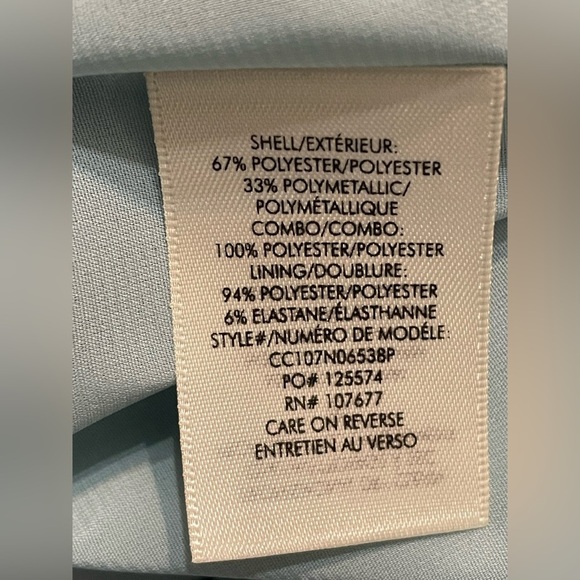 SHELL/EXTÉRIEUR:
67% POLYESTER/POLYESTER
33% POLYMETALLIC/
POLYMÉTALLIQUE
COMBO/COMBO:
100% POLYESTER/POLYESTER
LINING/DOUBLURE:
94% POLYESTER/POLYESTER
6% ELASTANE/ÉLASTHANNE
STYLE#/NUMÉRO DE MODÉLE:
CC107N06538P
PO# 125574
RN# 107677
CARE ON REVERSE
ENTRETIEN AU VERSO